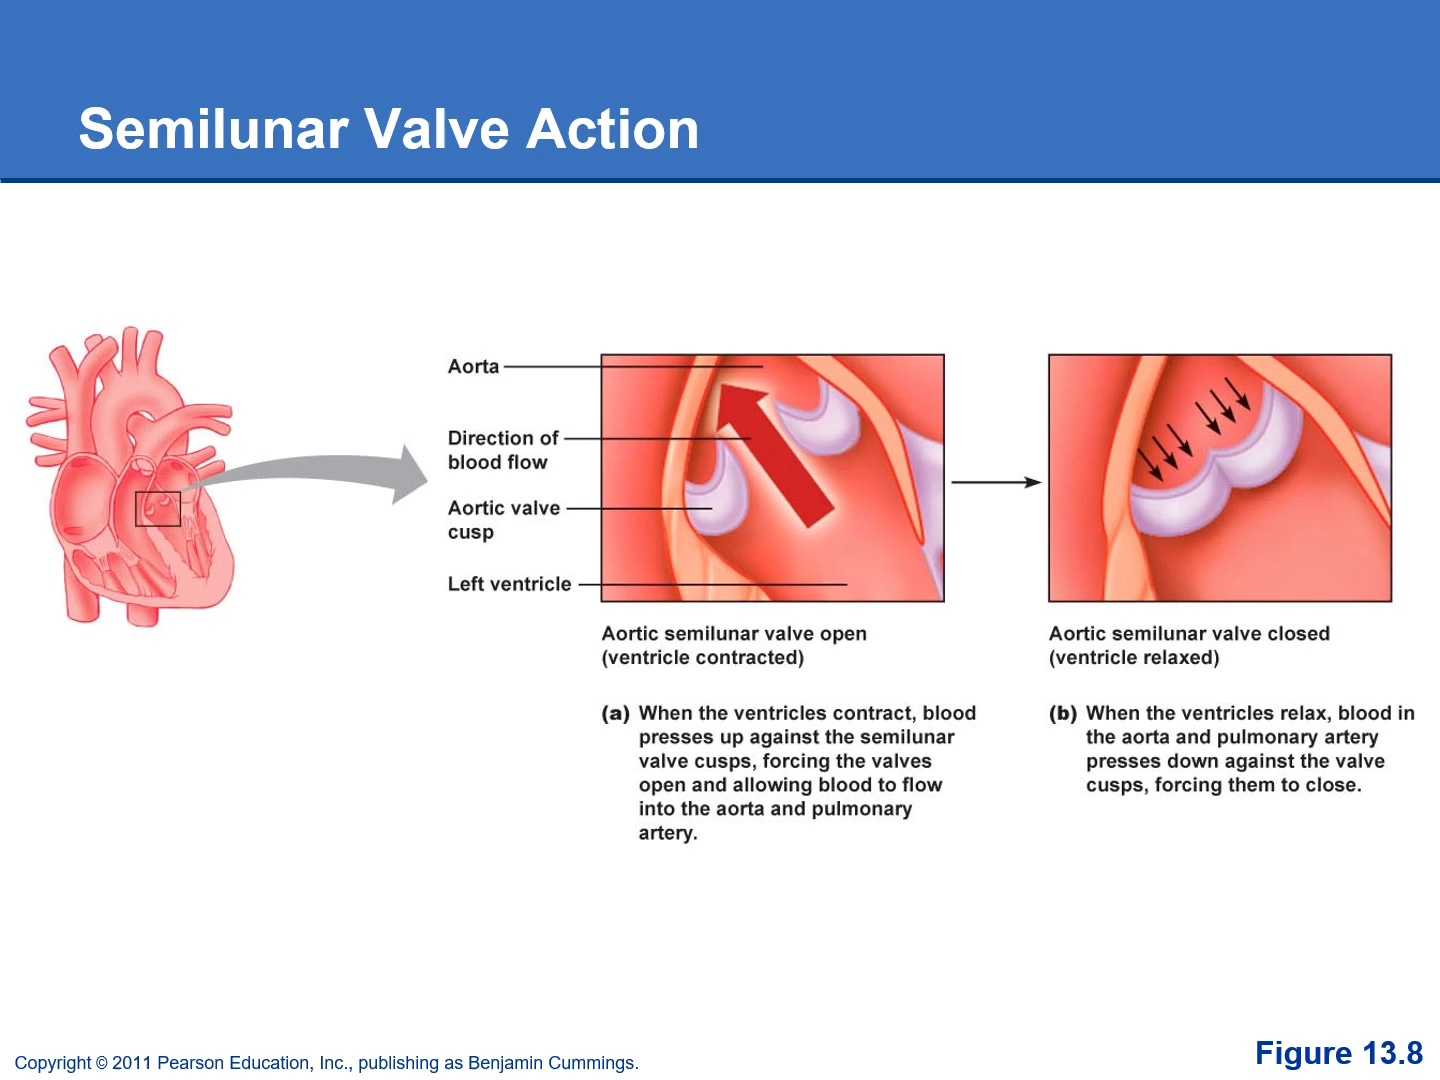 Semilunar Valve Action
Aorta
Direction of
blood flow
Aortic valve
cusp
Left ventricle
Aortic semilunar valve open
(ventricle contracted)
(a) When the ventricles contract, blood
presses up against the semilunar
valve cusps, forcing the valves
open and allowing blood to flow
into the aorta and pulmonary
artery.
Aortic semilunar valve closed
(ventricle relaxed)
(b) When the ventricles relax, blood in
the aorta and pulmonary artery
presses down against the valve
cusps, forcing them to close.
Copyright © 2011 Pearson Education, Inc., publishing as Benjamin Cummings.
Figure 13.8